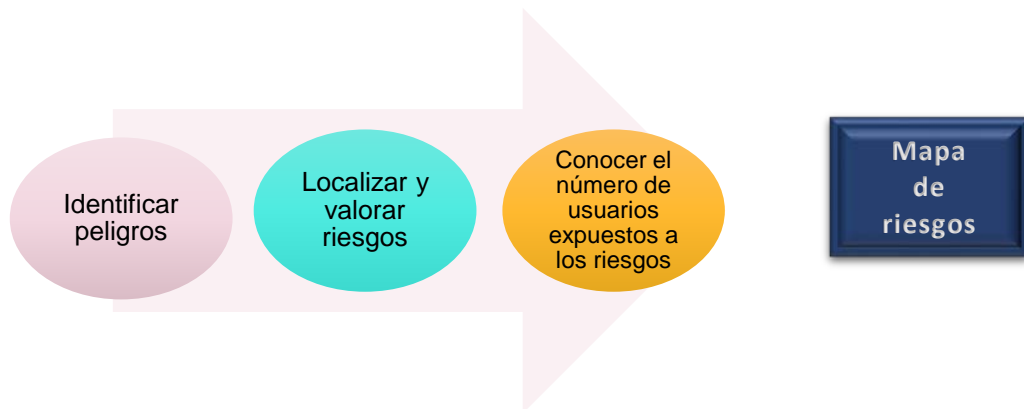 Identificar
peligros
Localizar y
valorar
riesgos
Conocer el
número de
usuarios
expuestos a
los riesgos
Mapa
de
riesgos